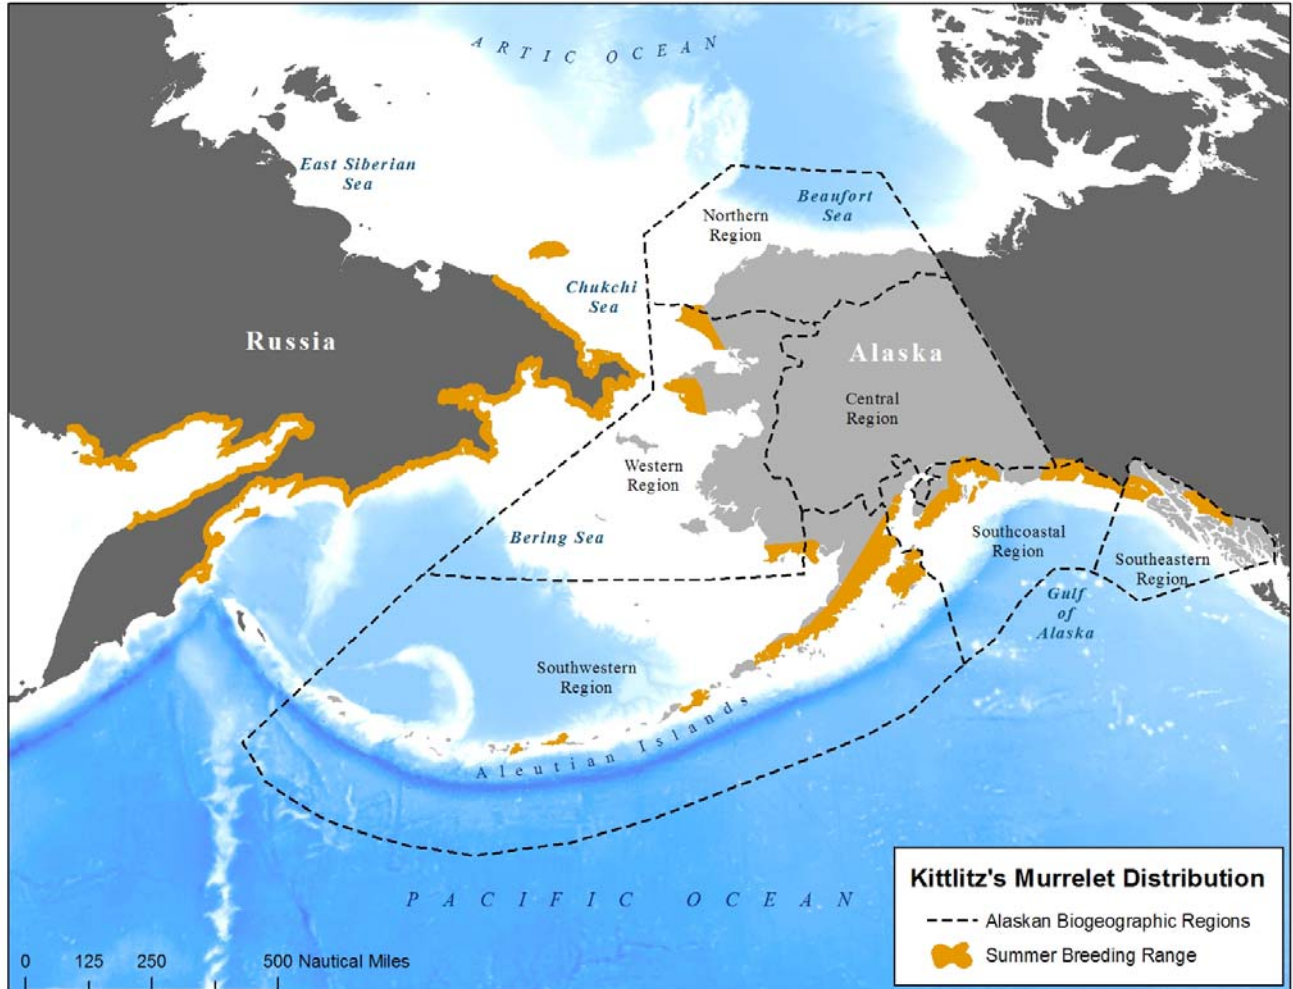 ARTIC OCEAN
East Siberian
Sea
Beaufort
Sea
Northern
Region
Chukchi
Sea
Russia
Alaska
Central
Region
Western
Region
Bering Sea
Southcoastal
Region
Southeastern
Region
Gulf
of
Alaska
Southwestern
Region
Aleutian Islands
PACIFIC OCEAN
Kittlitz's Murrelet Distribution
Alaskan Biogeographic Regions
Summer Breeding Range
0 125 250 500 Nautical Miles